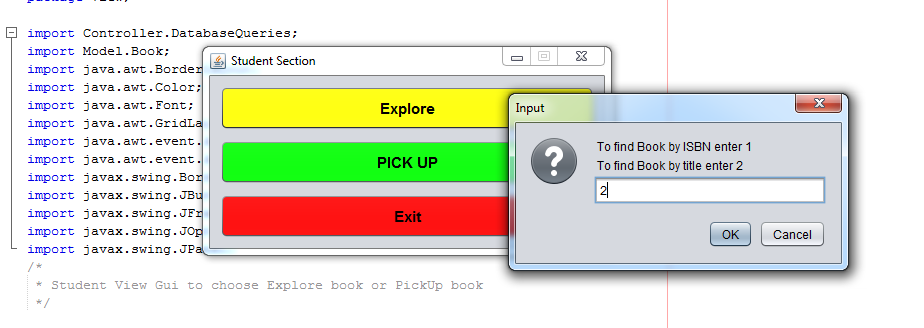 import Controller.DatabaseQueries;
import Model.Book;
import java.awt.Border
import java.awt.Color;
import java.awt.Font;
import java.awt.GridLa
import java.awt.event.
import java.awt.event.
import javax.swing.Bor
import javax.swing.JBu
import javax.swing.JFr
import javax.swing.JOp
import javax.swing.JPa
/*
* Student View Gui to choose Explore book or PickUp book
*/
Student Section
Explore
PICK UP
Exit
Input
To find Book by ISBN enter 1
To find Book by title enter 2
2
OK
Cancel